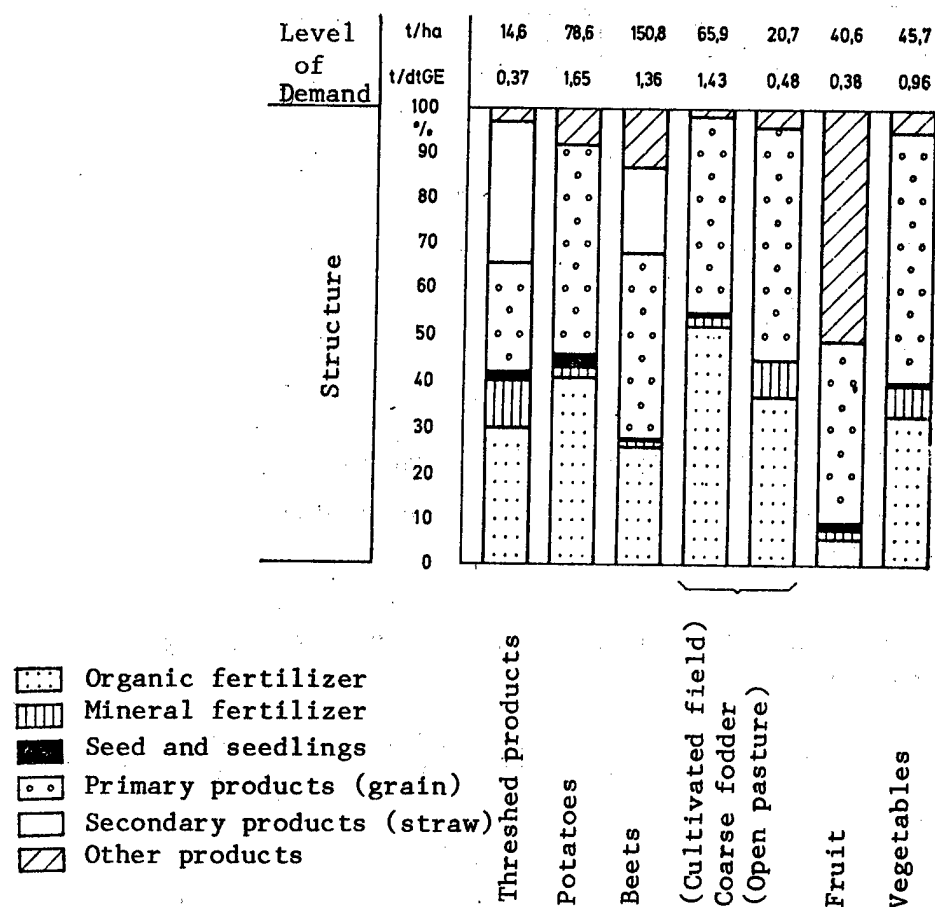 Level of Demand
t/ha 14,6 78,6 150,8 65,9 20,7 40,6 45,7
t/dtGE 0,37 1,65 1,36 1,43 0,48 0,38 0,96
Structure
100
%
90
80
70
60
50
40
30
20
10
0
Organic fertilizer
Mineral fertilizer
Seed and seedlings
Primary products (grain)
Secondary products (straw)
Other products
Threshed products
Potatoes
Beets
(Cultivated field)
Coarse fodder
(Open pasture)
Fruit
Vegetables